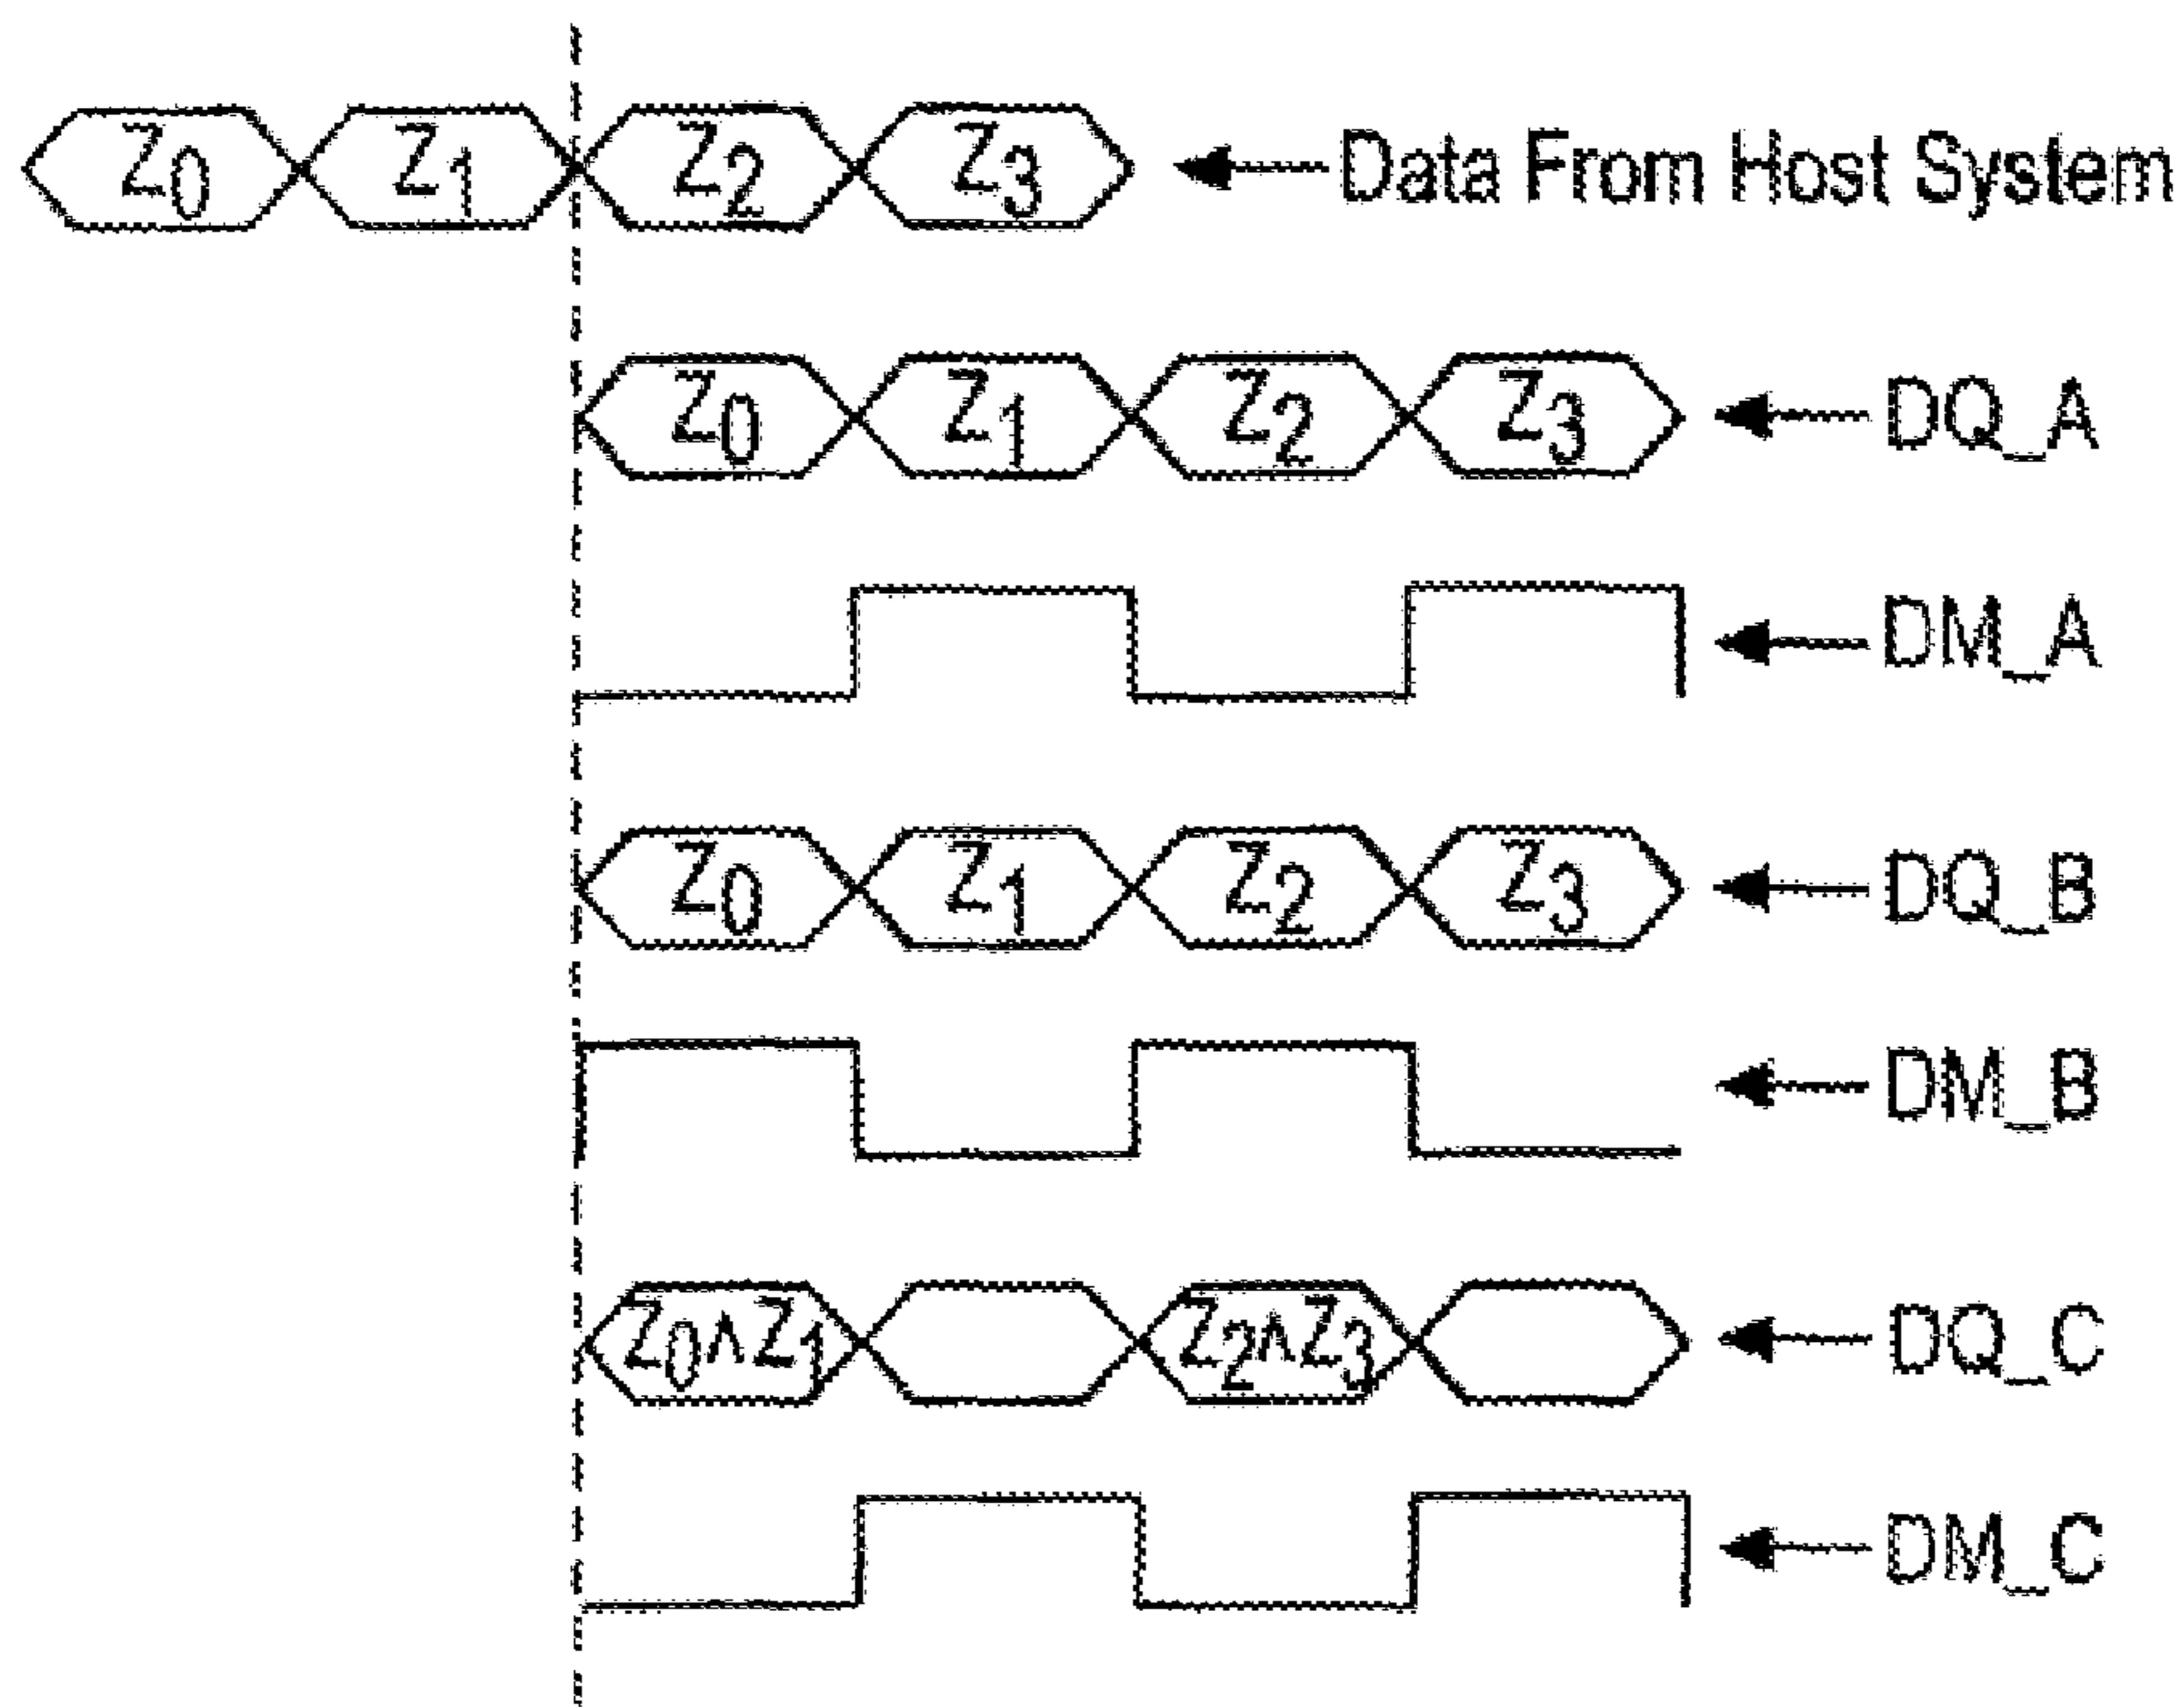 Z0 Z1 Z2 Z3 Data From Host System
Z0 Z1 Z2 Z3 DQ_A
DM_A
Z0 Z1 Z2 Z3 DQ_B
DM_B
Z0^Z1 Z2^Z3 DQ_C
DM_C